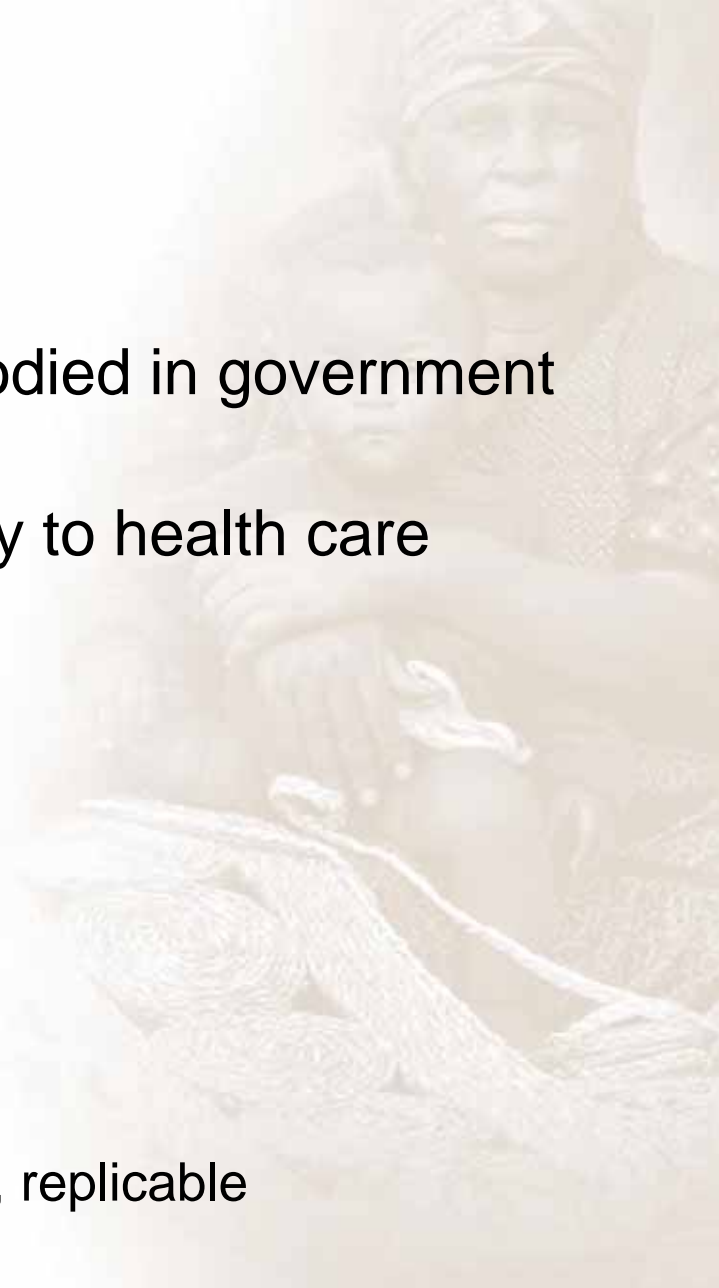 odied in government
y to health care
, replicable